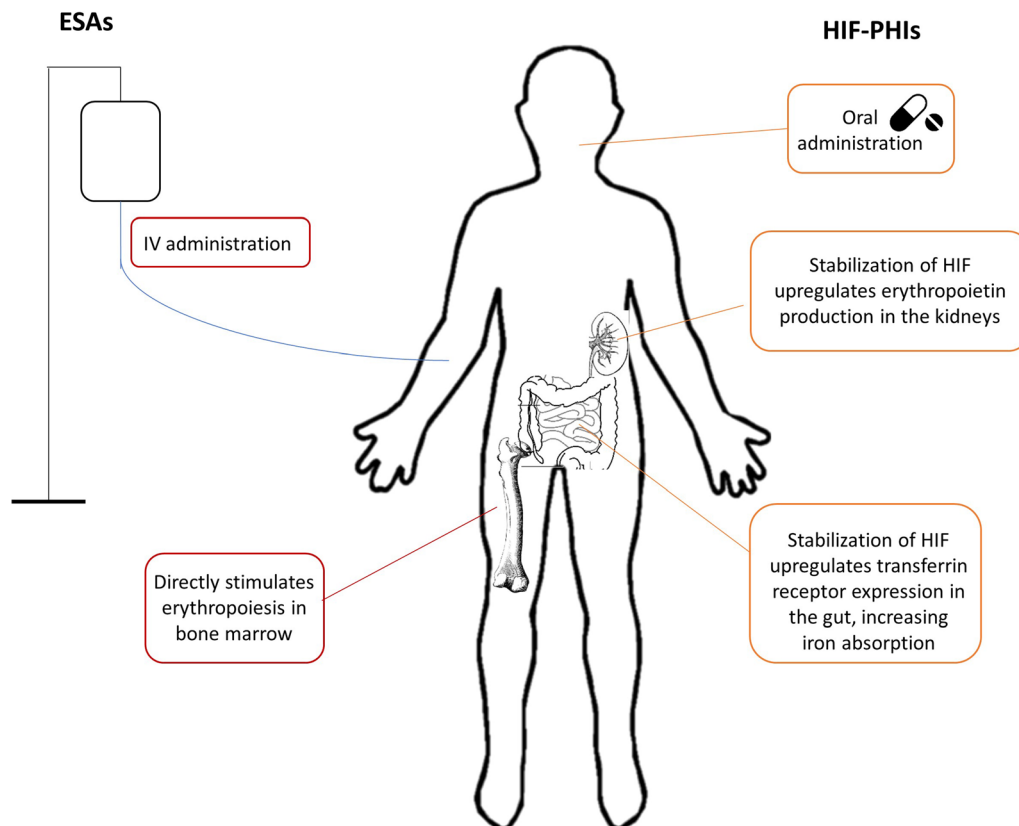 ESAs
IV administration
Directly stimulates
erythropoiesis in
bone marrow
HIF-PHIs
Oral
administration
Stabilization of HIF
upregulates erythropoietin
production in the kidneys
Stabilization of HIF
upregulates transferrin
receptor expression in
the gut, increasing
iron absorption